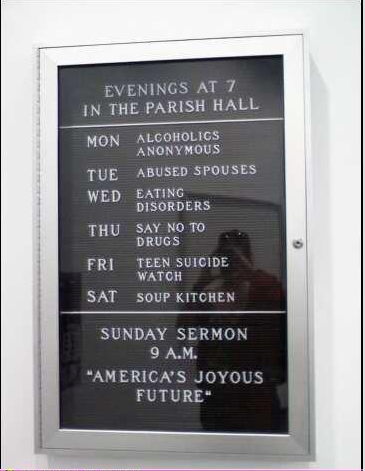 EVENINGS AT 7
IN THE PARISH HALL
MON ALCOHOLICS
ANONYMOUS
TUE ABUSED SPOUSES
WED EATING
DISORDERS
THU SAY NO TO
DRUGS
FRI TEEN SUICIDE
WATCH
SAT SOUP KITCHEN
SUNDAY SERMON
9 A.M.
"AMERICA'S JOYOUS
FUTURE"